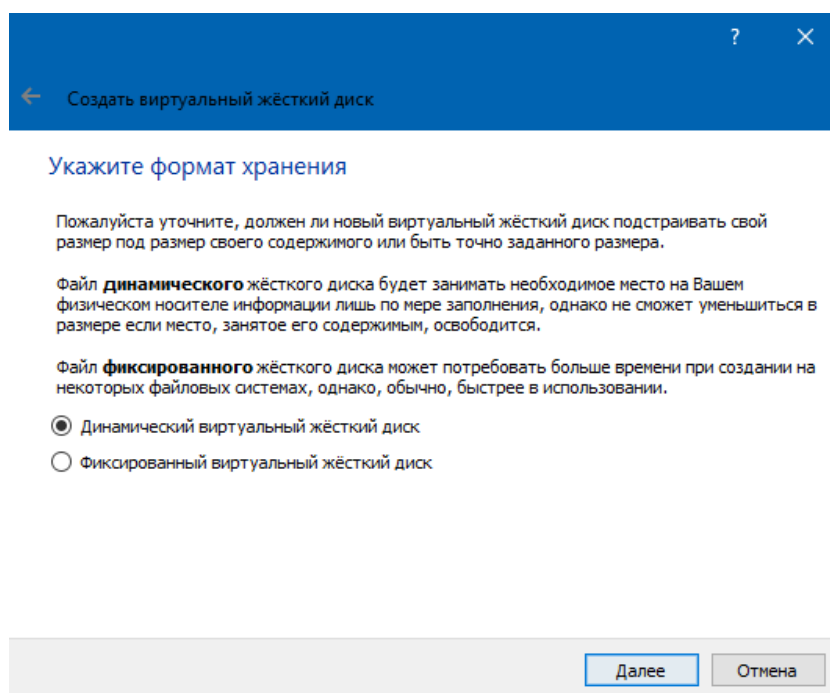 ?
Создать виртуальный жёсткий диск
Укажите формат хранения
Пожалуйста уточните, должен ли новый виртуальный жёсткий диск подстраивать свой
размер под размер своего содержимого или быть точно заданного размера.
Файл динамического жёсткого диска будет занимать необходимое место на Вашем
физическом носителе информации лишь по мере заполнения, однако не сможет уменьшиться в
размере если место, занятое его содержимым, освободится.
Файл фиксированного жёсткого диска может потребовать больше времени при создании на
некоторых файловых системах, однако, обычно, быстрее в использовании.
Динамический виртуальный жёсткий диск
Фиксированный виртуальный жёсткий диск
Далее Отмена